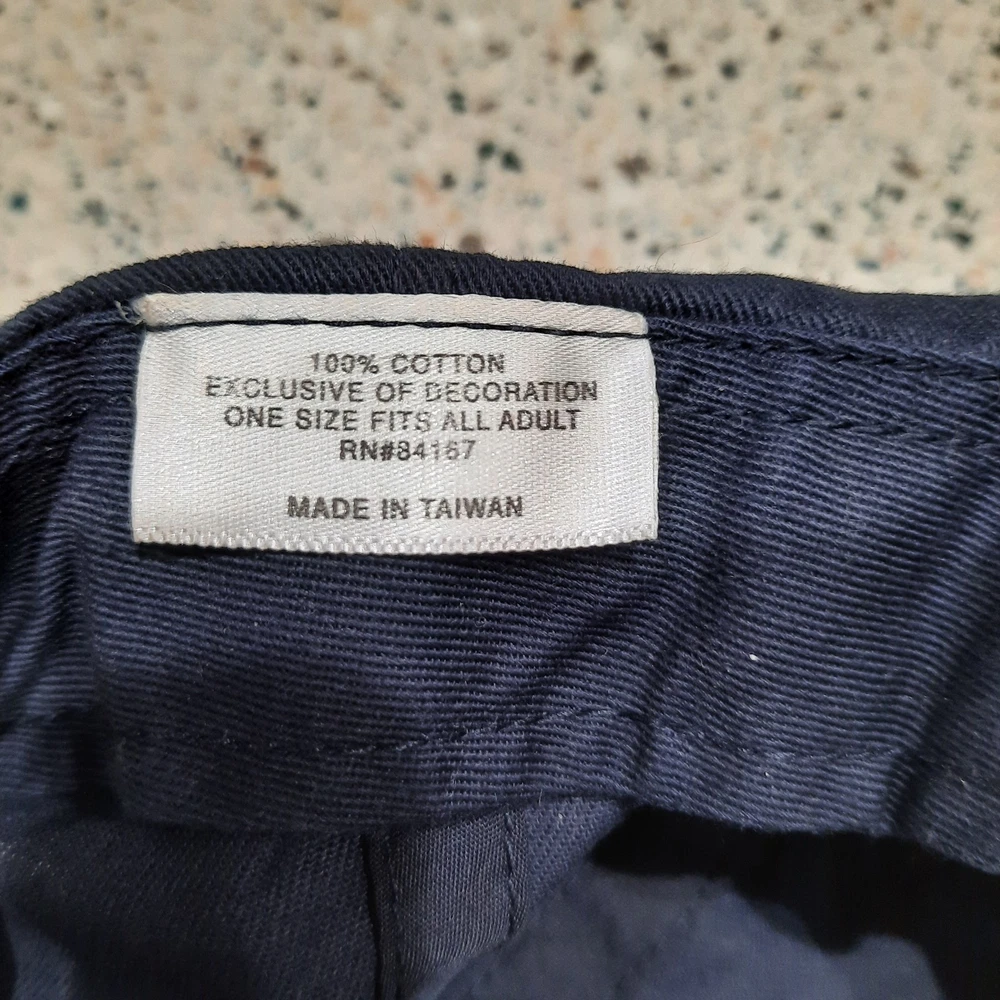 100% COTTON
EXCLUSIVE OF DECORATION
ONE SIZE FITS ALL ADULT
RN#84167
MADE IN TAIWAN